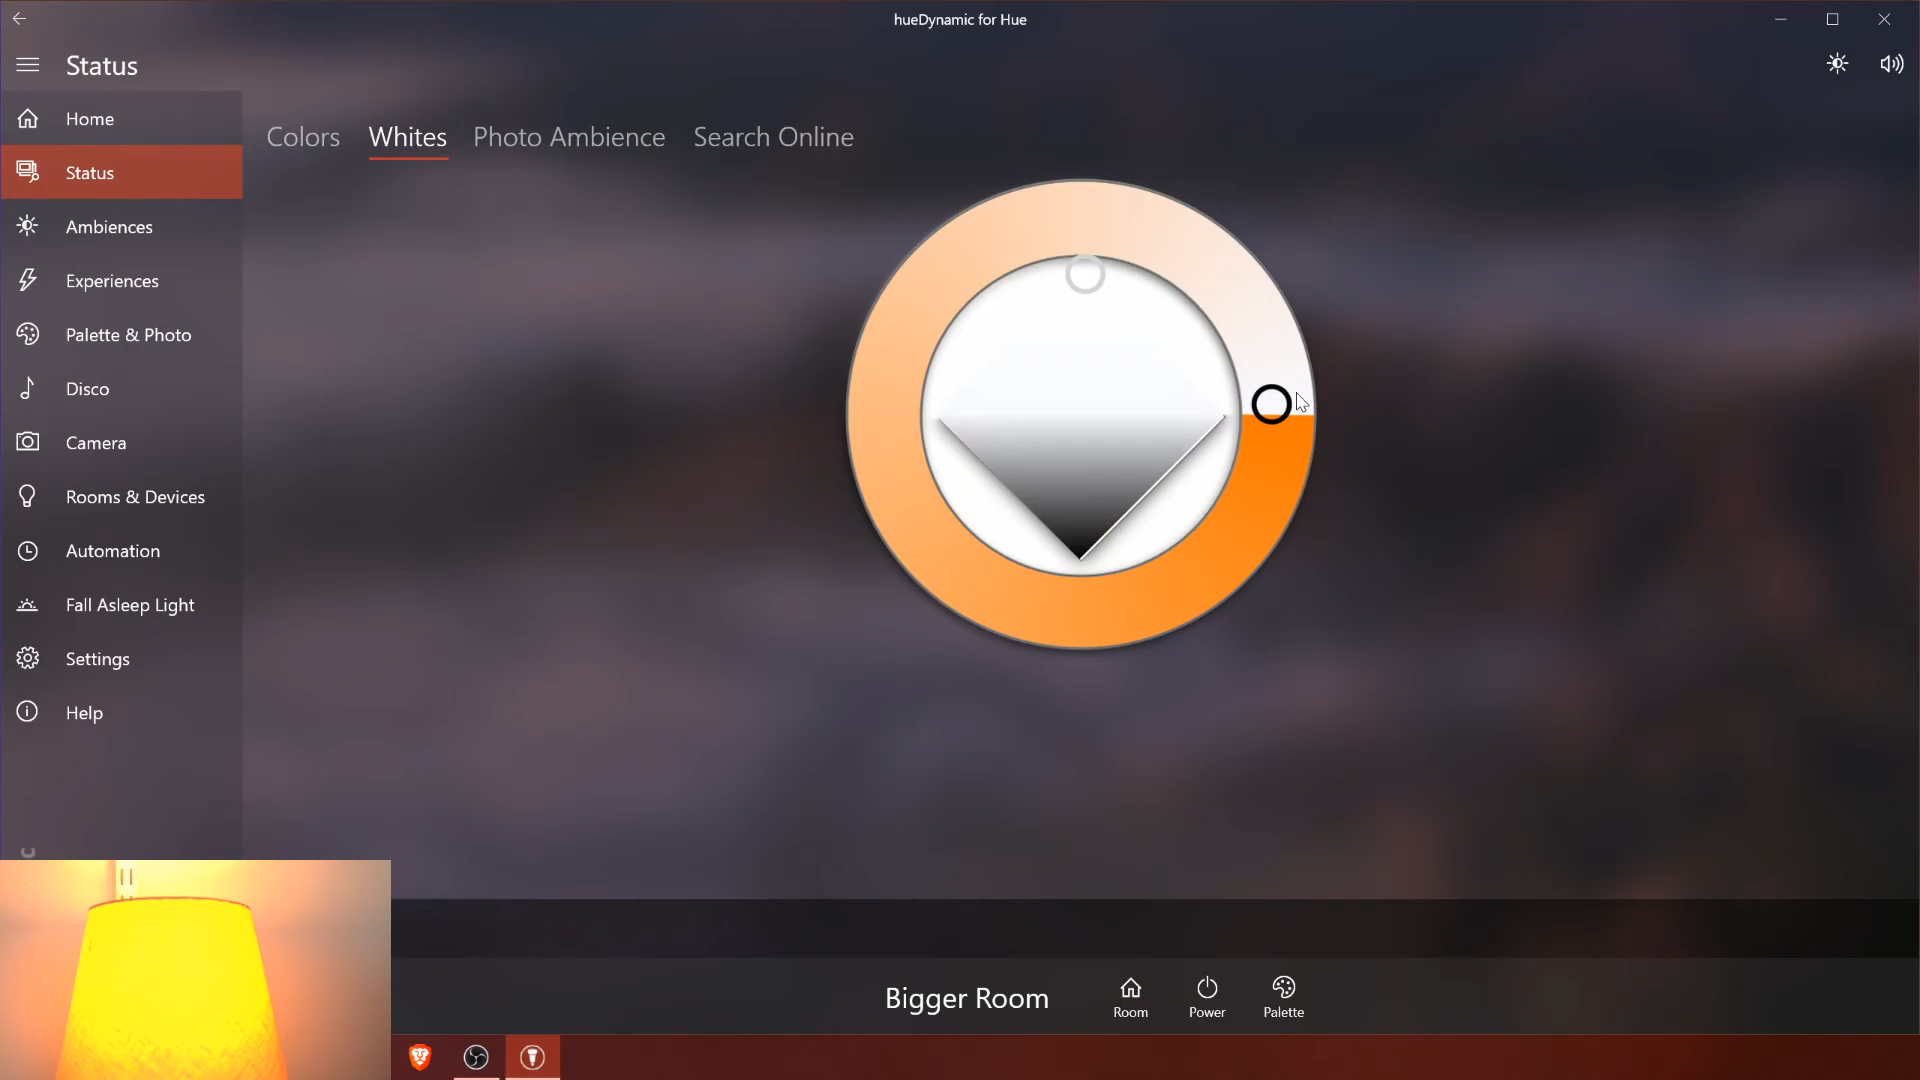 hueDynamic for Hue
Status
Home
Status
Ambiences
Experiences
Palette & Photo
Disco
Camera
Rooms & Devices
Automation
Fall Asleep Light
Settings
Help
Colors Whites Photo Ambience Search Online
Bigger Room
Room Power Palette